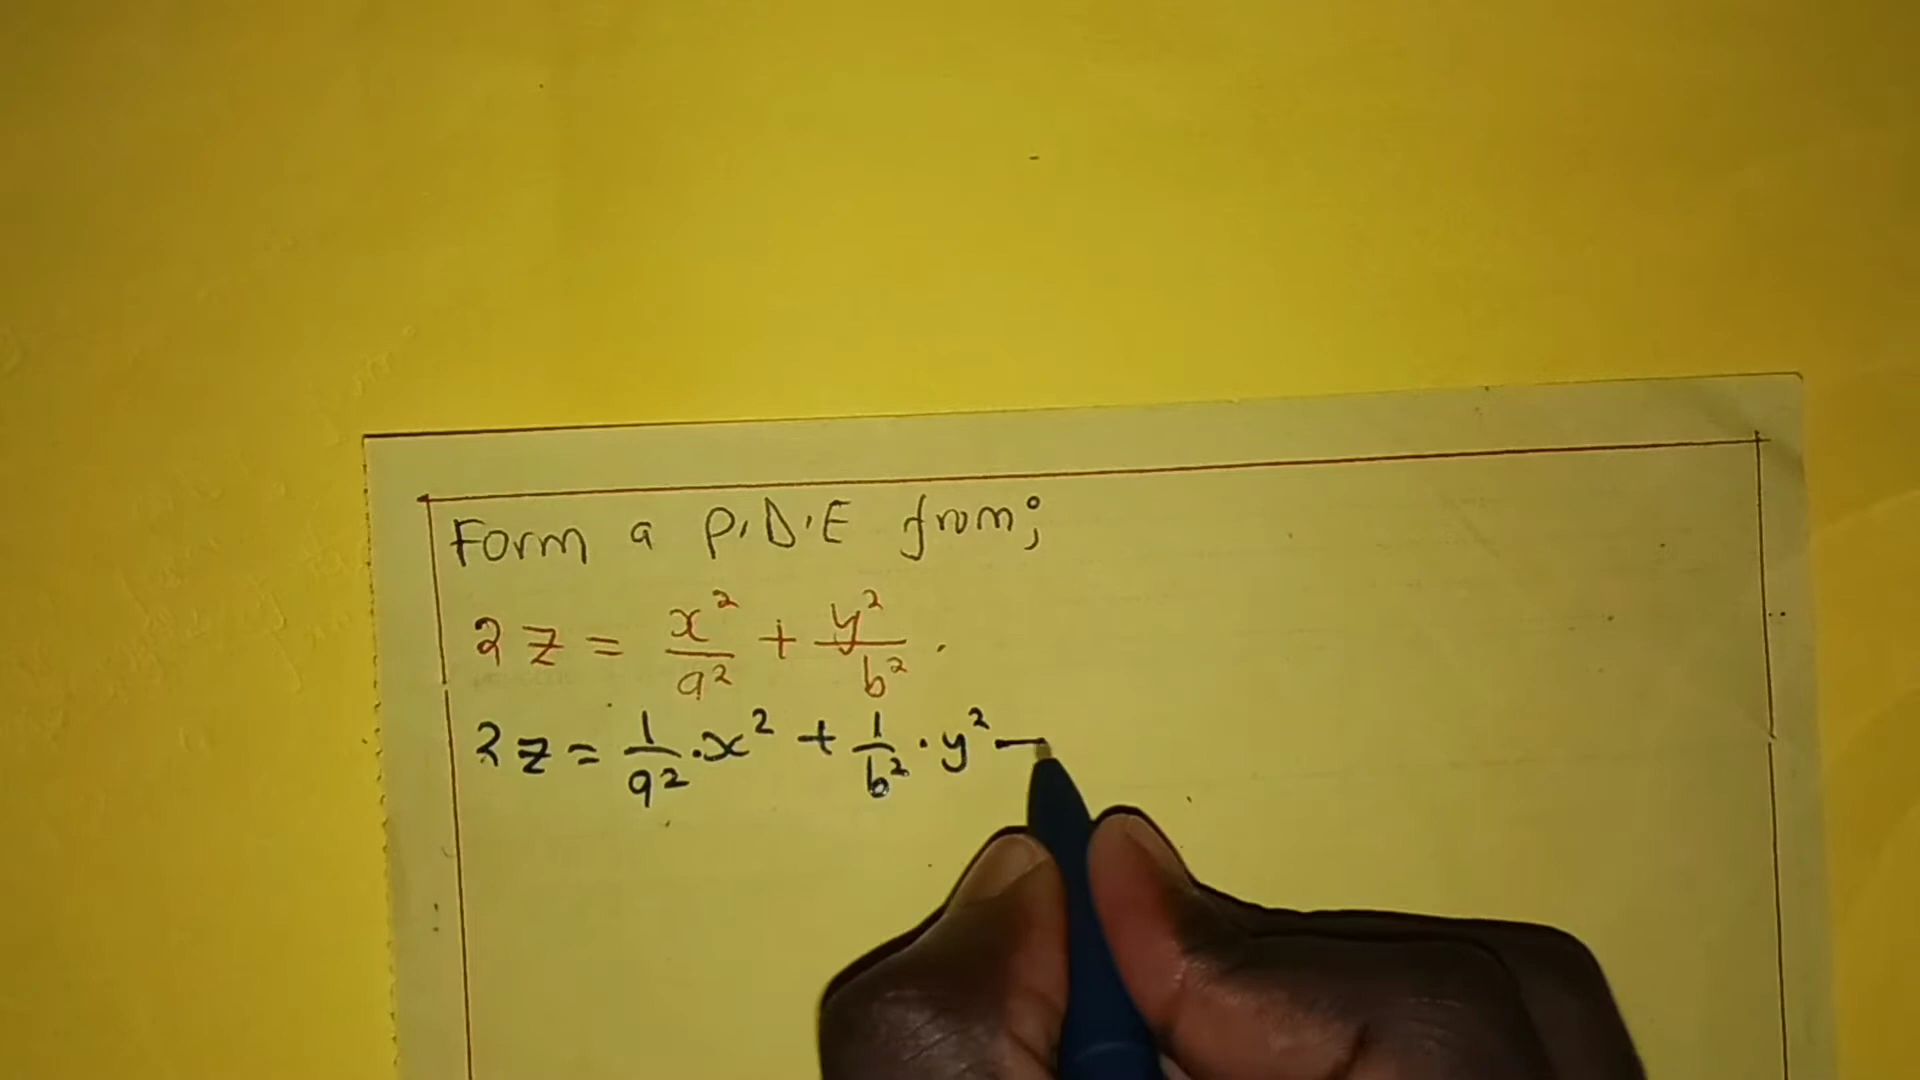 Form a P.D.E from;
2z = x²/a² + y²/b².
2z = 1/a² · x² + 1/b² · y² —